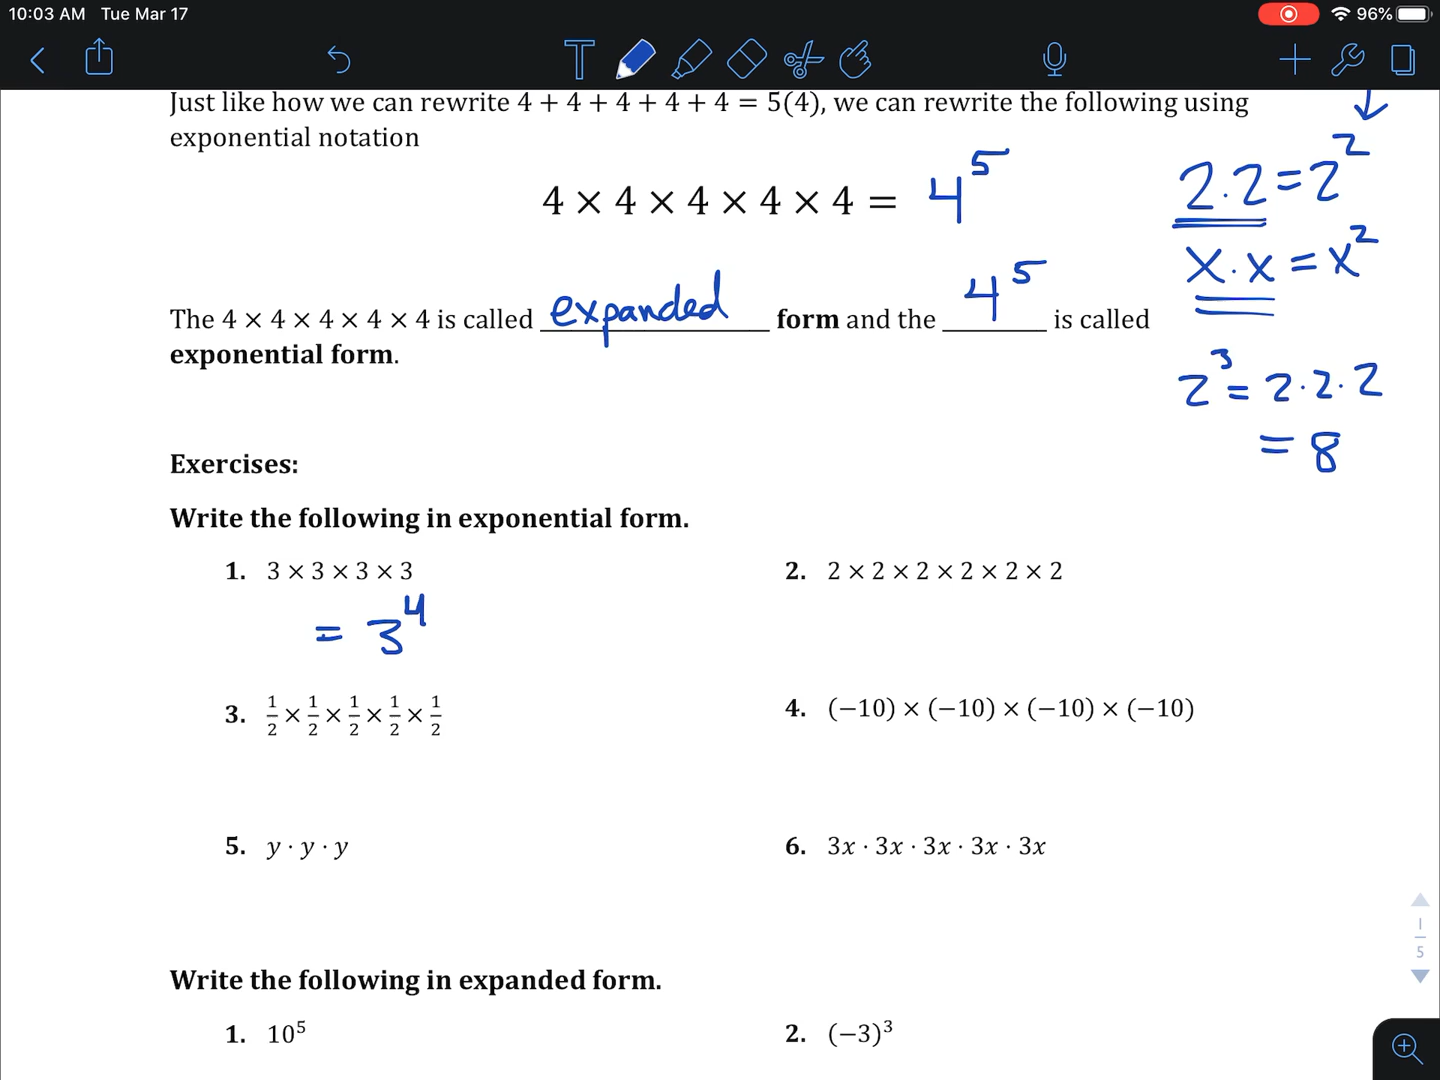 10:03 AM Tue Mar 17
96%
Just like how we can rewrite 4 + 4 + 4 + 4 + 4 = 5(4), we can rewrite the following using
exponential notation
4 × 4 × 4 × 4 × 4 = 4⁵
2 · 2 = 2²
x · x = x²
The 4 × 4 × 4 × 4 × 4 is called expanded form and the 4⁵ is called
exponential form.
2³ = 2 · 2 · 2
= 8
Exercises:
Write the following in exponential form.
1. 3 × 3 × 3 × 3
= 3⁴
2. 2 × 2 × 2 × 2 × 2 × 2
3. 1/2 × 1/2 × 1/2 × 1/2 × 1/2
4. (−10) × (−10) × (−10) × (−10)
5. y · y · y
6. 3x · 3x · 3x · 3x · 3x
1
5
Write the following in expanded form.
1. 10⁵
2. (−3)³